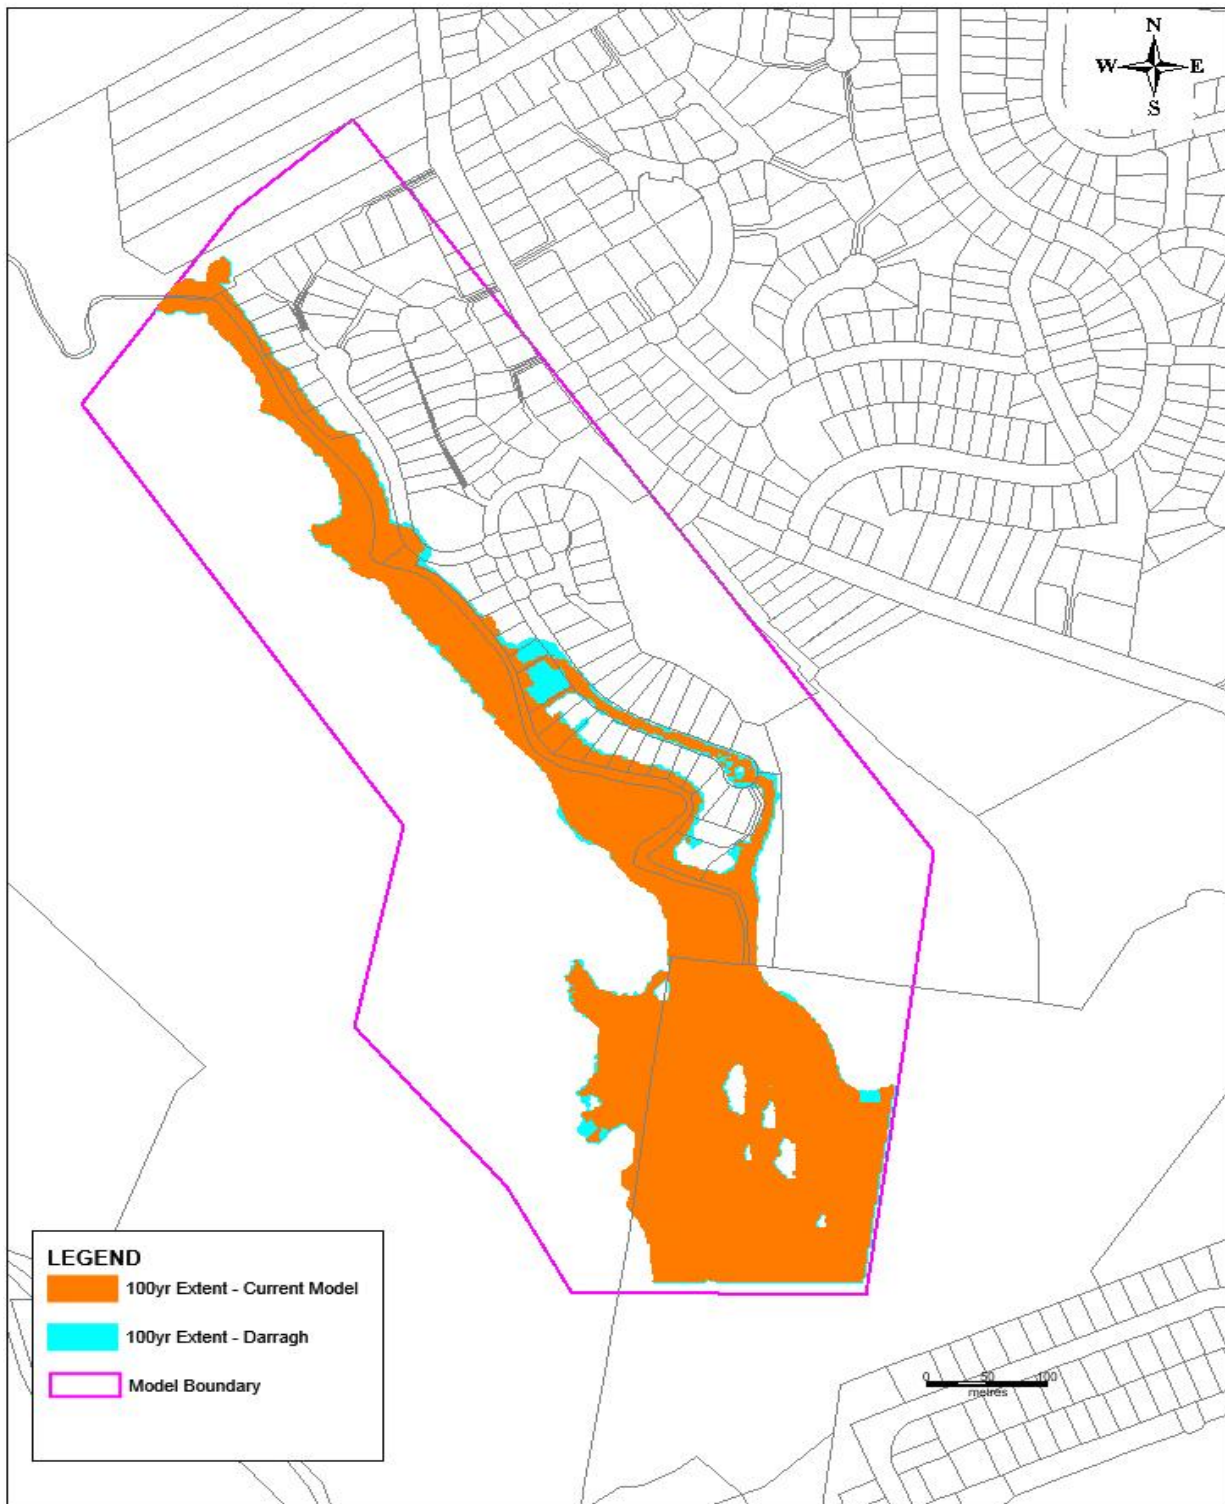 N
W E
S
LEGEND
100yr Extent - Current Model
100yr Extent - Darragh
Model Boundary
0 50 100
metres